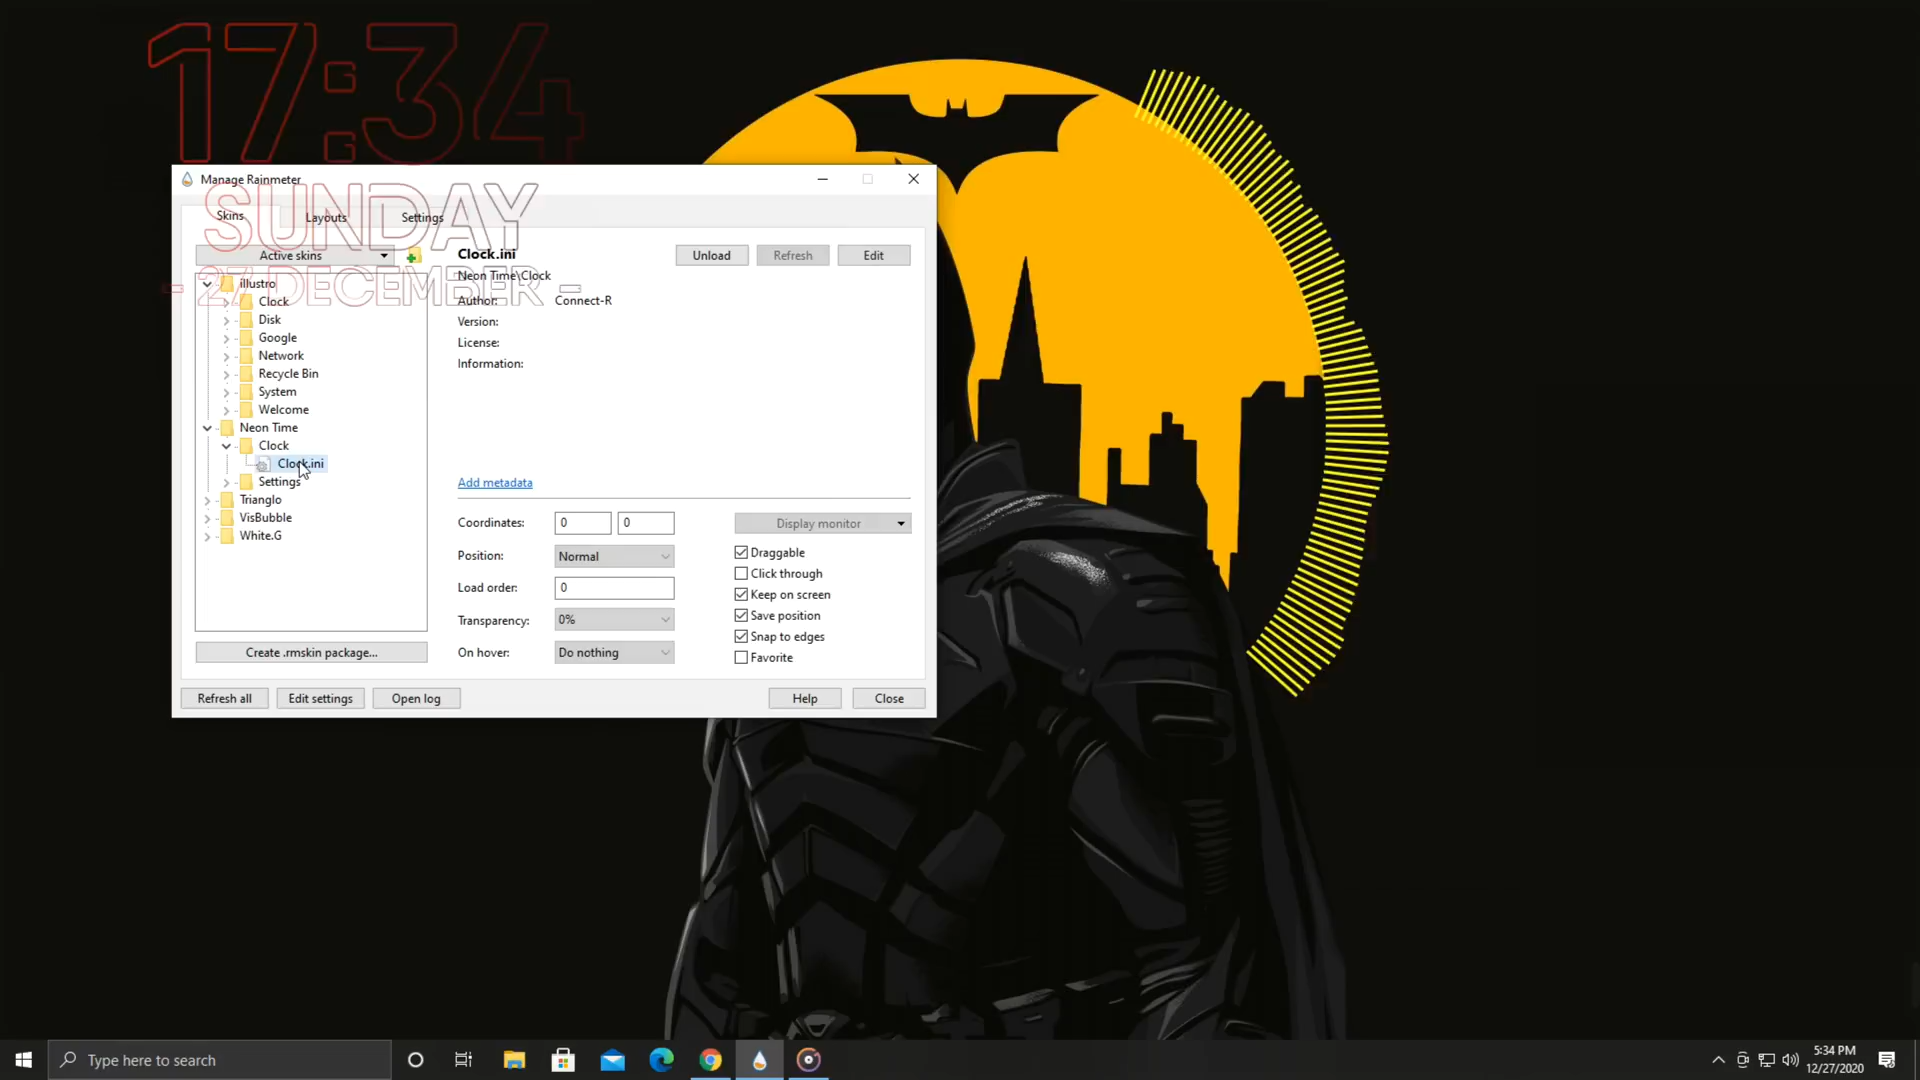 17:34
SUNDAY
- 27 DECEMBER -
Manage Rainmeter
Skins
Layouts
Settings
Active skins
illustro
Clock
Disk
Google
Network
Recycle Bin
System
Welcome
Neon Time
Clock
Clock.ini
Settings
Trianglo
VisBubble
White.G
Create .rmskin package...
Clock.ini
Unload
Refresh
Edit
Neon Time\Clock
Author: Connect-R
Version:
License:
Information:
Add metadata
Coordinates: 0 0
Position: Normal
Load order: 0
Transparency: 0%
On hover: Do nothing
Display monitor
Draggable
Click through
Keep on screen
Save position
Snap to edges
Favorite
Refresh all
Edit settings
Open log
Help
Close
Type here to search
5:34 PM
12/27/2020